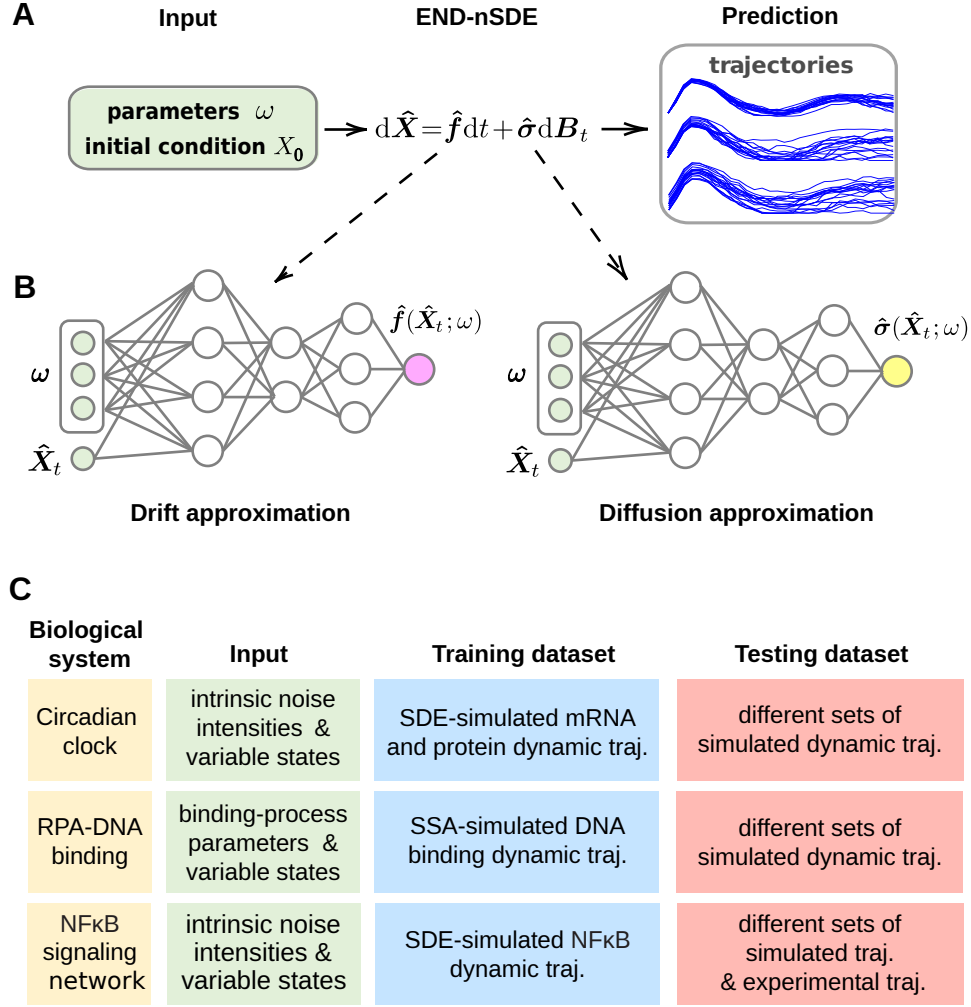 A
Input
END-nSDE
Prediction
parameters ω
initial condition X₀
dX̂ = f̂dt + σ̂dBₜ
trajectories
B
ω
X̂ₜ
f̂(X̂ₜ; ω)
Drift approximation
ω
X̂ₜ
σ̂(X̂ₜ; ω)
Diffusion approximation
C
Biological
system
Input
Training dataset
Testing dataset
Circadian
clock
intrinsic noise
intensities &
variable states
SDE-simulated mRNA
and protein dynamic traj.
different sets of
simulated dynamic traj.
RPA-DNA
binding
binding-process
parameters &
variable states
SSA-simulated DNA
binding dynamic traj.
different sets of
simulated dynamic traj.
NFκB
signaling
network
intrinsic noise
intensities &
variable states
SDE-simulated NFκB
dynamic traj.
different sets of
simulated traj.
& experimental traj.